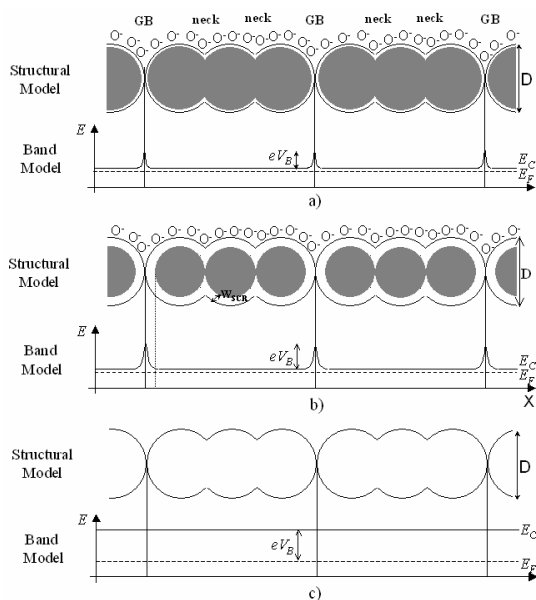 GB neck neck GB neck neck GB
O- O- O- O- O- O- O- O- O- O- O- O- O- O- O- O- O- O- O- O- O-
Structural
Model
D
E
Band
Model
eV_B
E_C
E_F
a)
O- O- O- O- O- O- O- O- O- O- O- O- O- O- O- O- O- O- O-
Structural
Model
W_SCR
D
E
Band
Model
eV_B
E_C
E_F
X
b)
Structural
Model
D
E
Band
Model
eV_B
E_C
E_F
c)